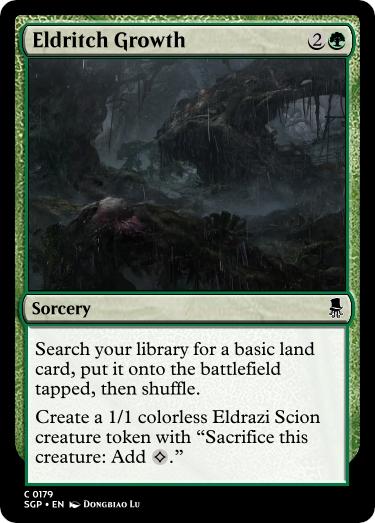 Eldritch Growth 2
Sorcery
Search your library for a basic land
card, put it onto the battlefield
tapped, then shuffle.
Create a 1/1 colorless Eldrazi Scion
creature token with “Sacrifice this
creature: Add .”
C 0179
SGP • EN Dongbiao Lu